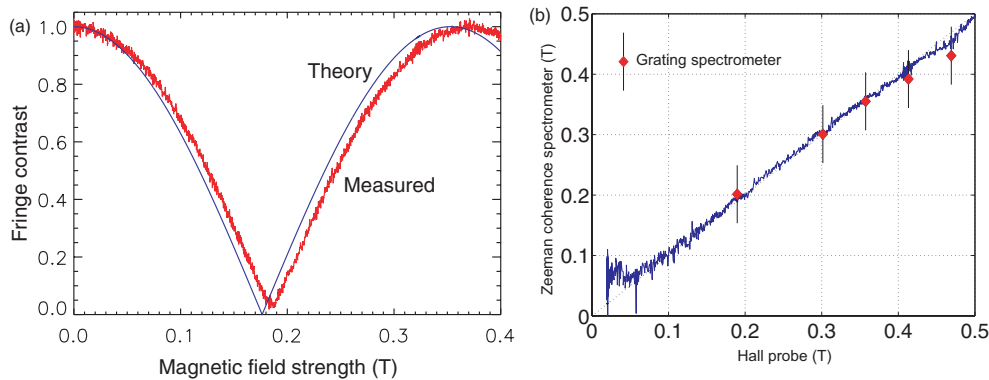 (a)
1.0
0.8
0.6
0.4
0.2
0.0
Fringe contrast
Theory
Measured
0.0 0.1 0.2 0.3 0.4
Magnetic field strength (T)
(b)
0.5
0.4
0.3
0.2
0.1
0
Zeeman coherence spectrometer (T)
Grating spectrometer
0 0.1 0.2 0.3 0.4 0.5
Hall probe (T)